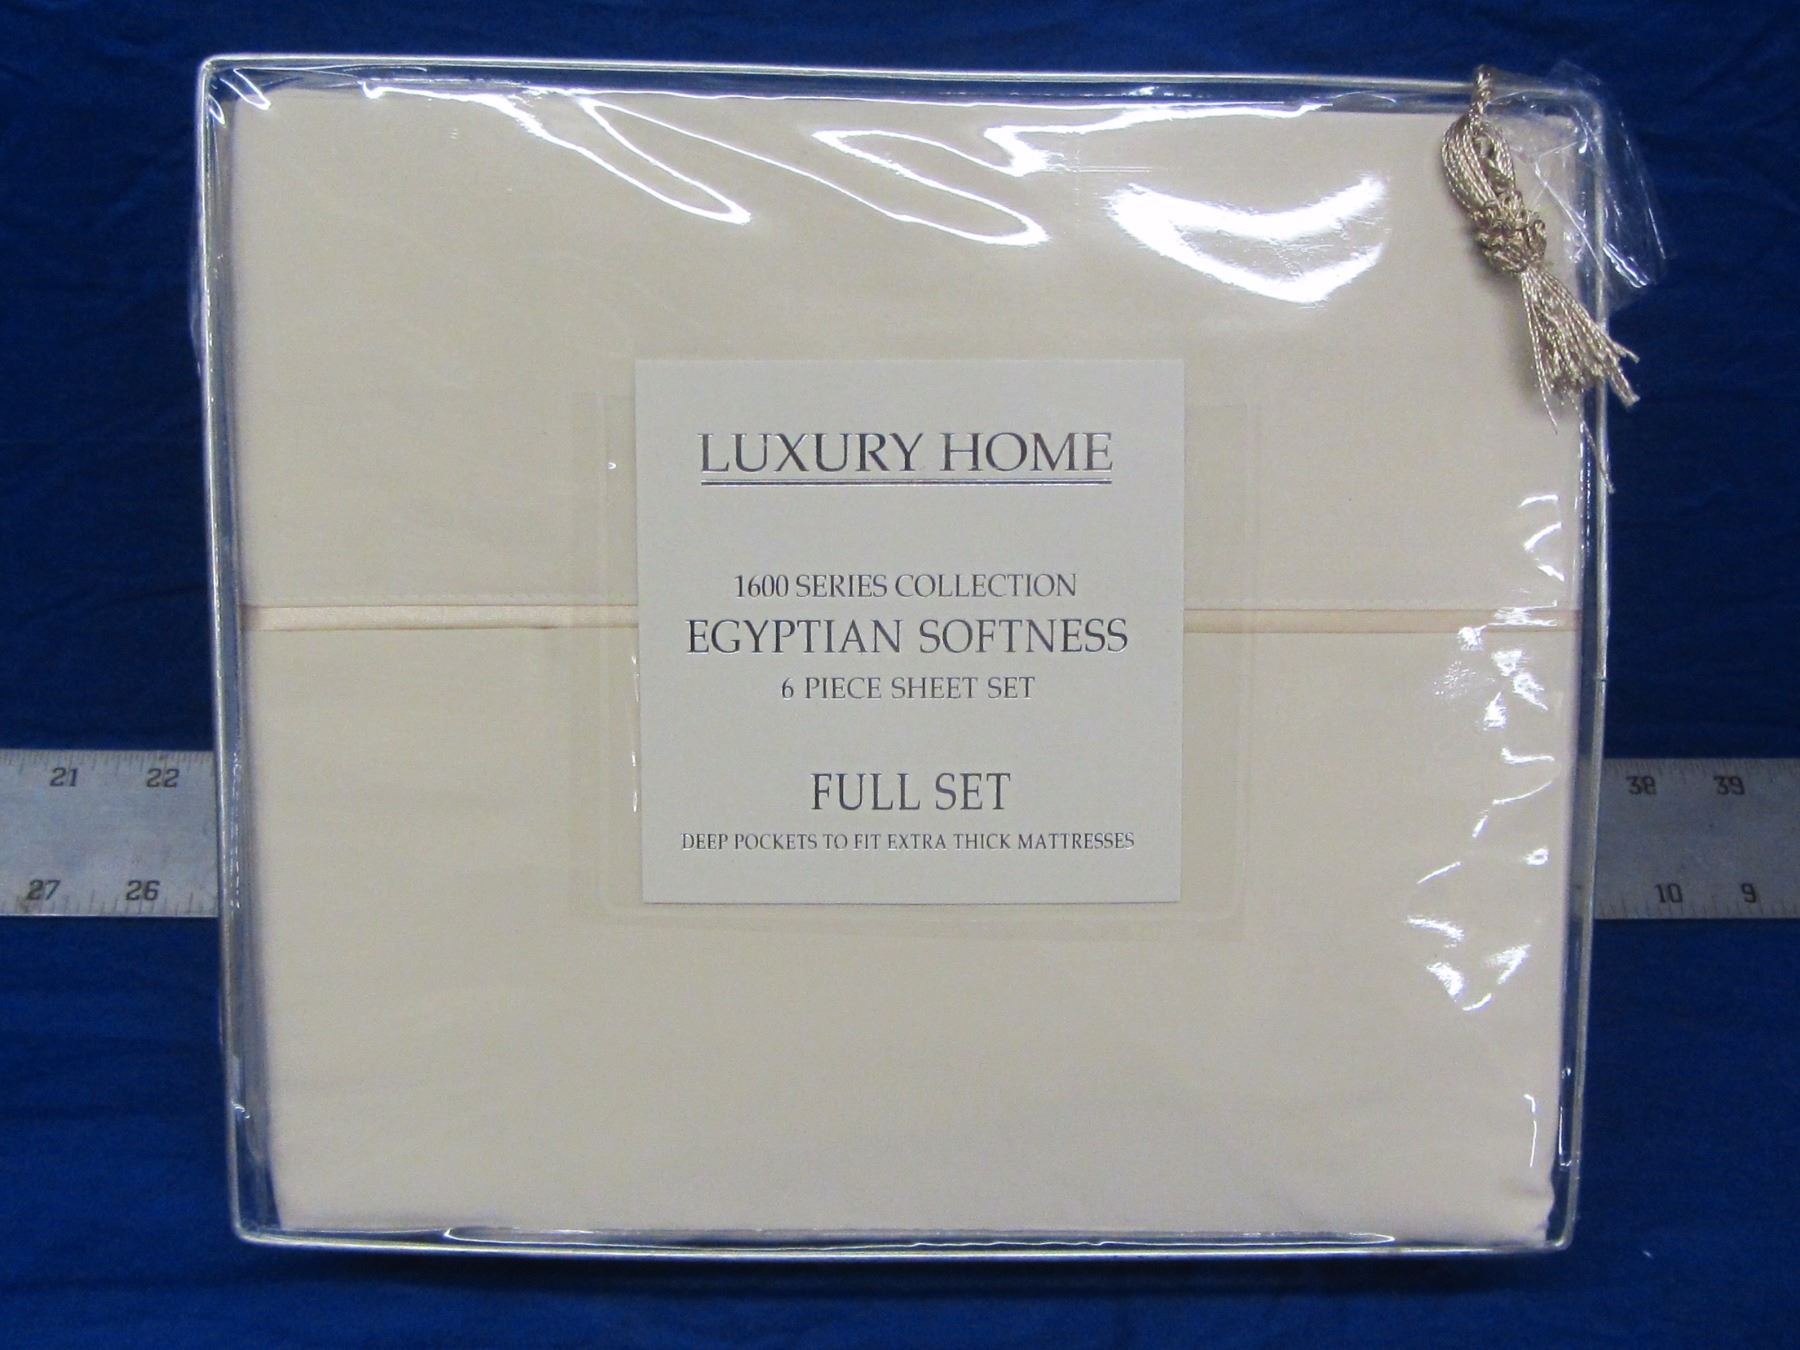 LUXURY HOME
1600 SERIES COLLECTION
EGYPTIAN SOFTNESS
6 PIECE SHEET SET
FULL SET
DEEP POCKETS TO FIT EXTRA THICK MATTRESSES
21 22 38 39
27 26 10 9